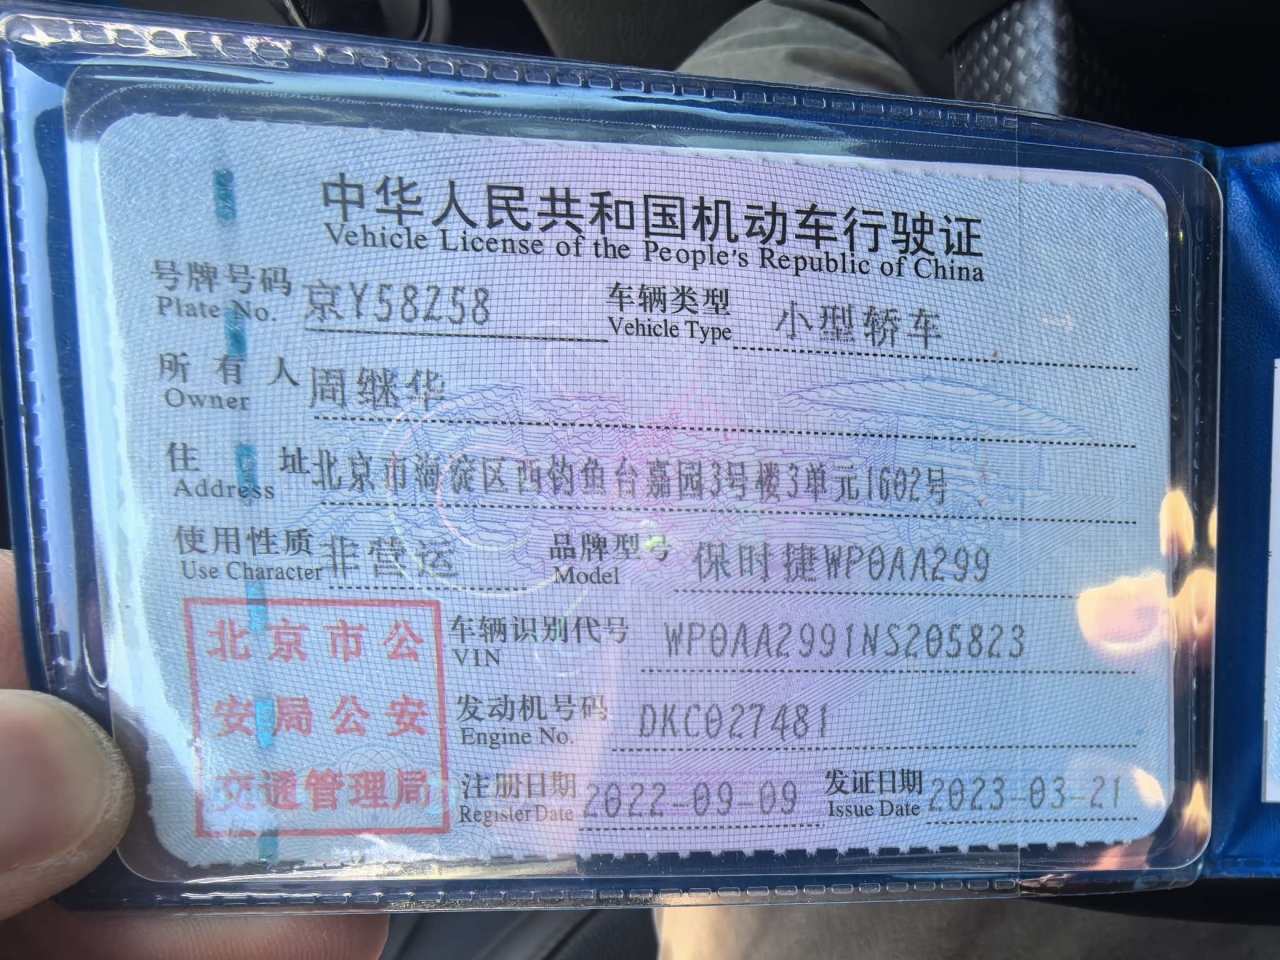 中华人民共和国机动车行驶证
Vehicle License of the People's Republic of China
号牌号码 京Y58Z58 车辆类型 小型轿车
Plate No. Vehicle Type
所有人 周继华
Owner
住址 北京市海淀区西钓鱼台嘉园3号楼3单元1602号
Address
使用性质 非营运 品牌型号 保时捷WP0AA299
Use Character Model
北京市公
安局公安
交通管理局
车辆识别代号 WP0AA2991NS205823
VIN
发动机号码 DKC027481
Engine No.
注册日期 2022-09-09 发证日期 2023-03-21
Register Date Issue Date